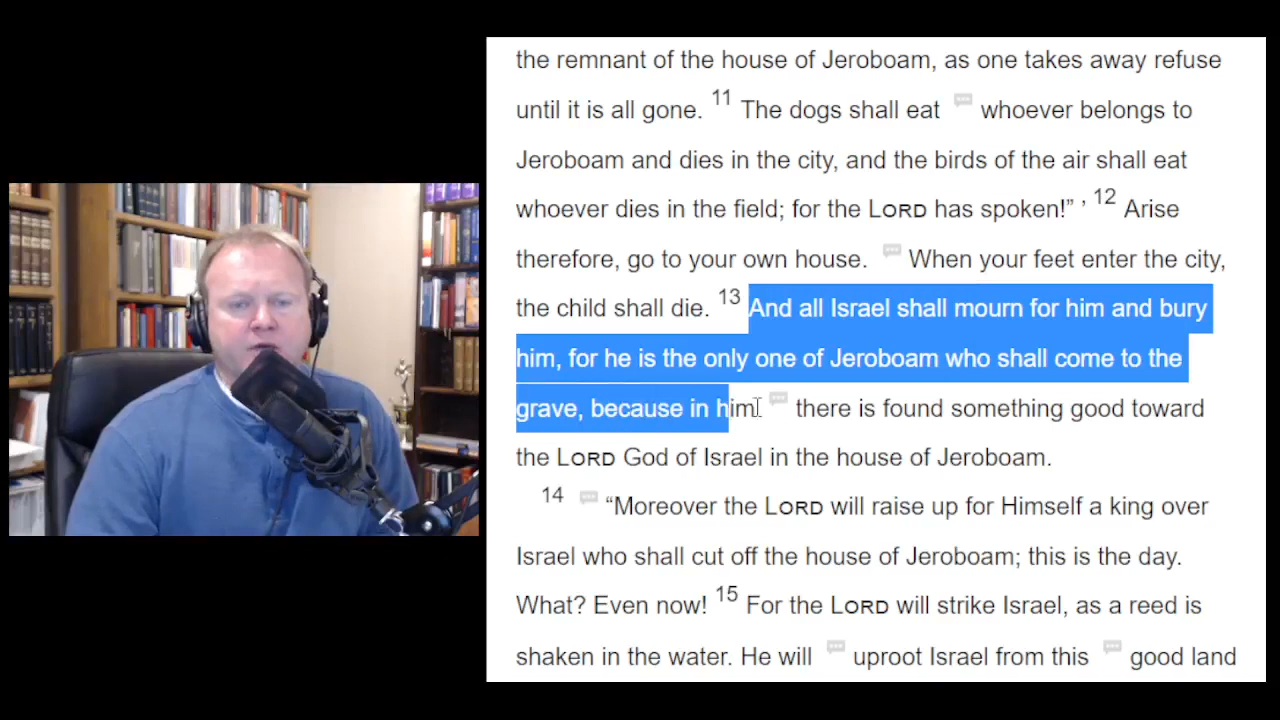 the remnant of the house of Jeroboam, as one takes away refuse
until it is all gone. 11 The dogs shall eat whoever belongs to
Jeroboam and dies in the city, and the birds of the air shall eat
whoever dies in the field; for the LORD has spoken!” ’ 12 Arise
therefore, go to your own house. When your feet enter the city,
the child shall die. 13 And all Israel shall mourn for him and bury
him, for he is the only one of Jeroboam who shall come to the
grave, because in him there is found something good toward
the LORD God of Israel in the house of Jeroboam.
14 “Moreover the LORD will raise up for Himself a king over
Israel who shall cut off the house of Jeroboam; this is the day.
What? Even now! 15 For the LORD will strike Israel, as a reed is
shaken in the water. He will uproot Israel from this good land